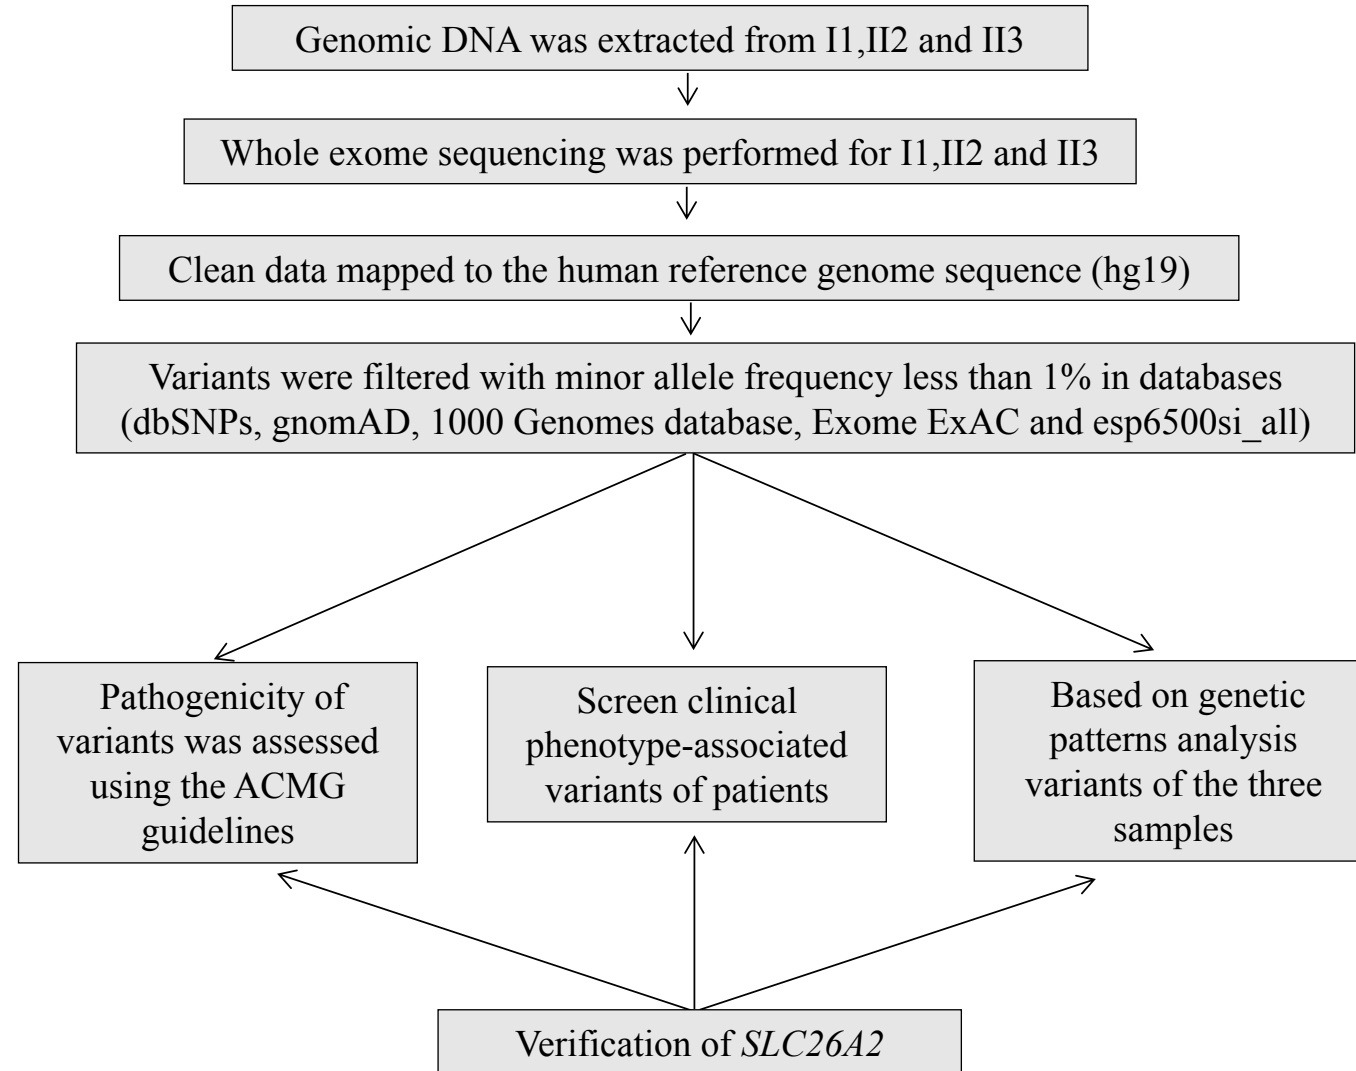 Genomic DNA was extracted from I1,II2 and II3
Whole exome sequencing was performed for I1,II2 and II3
Clean data mapped to the human reference genome sequence (hg19)
Variants were filtered with minor allele frequency less than 1% in databases
(dbSNPs, gnomAD, 1000 Genomes database, Exome ExAC and esp6500si_all)
Pathogenicity of
variants was assessed
using the ACMG
guidelines
Screen clinical
phenotype-associated
variants of patients
Based on genetic
patterns analysis
variants of the three
samples
Verification of SLC26A2